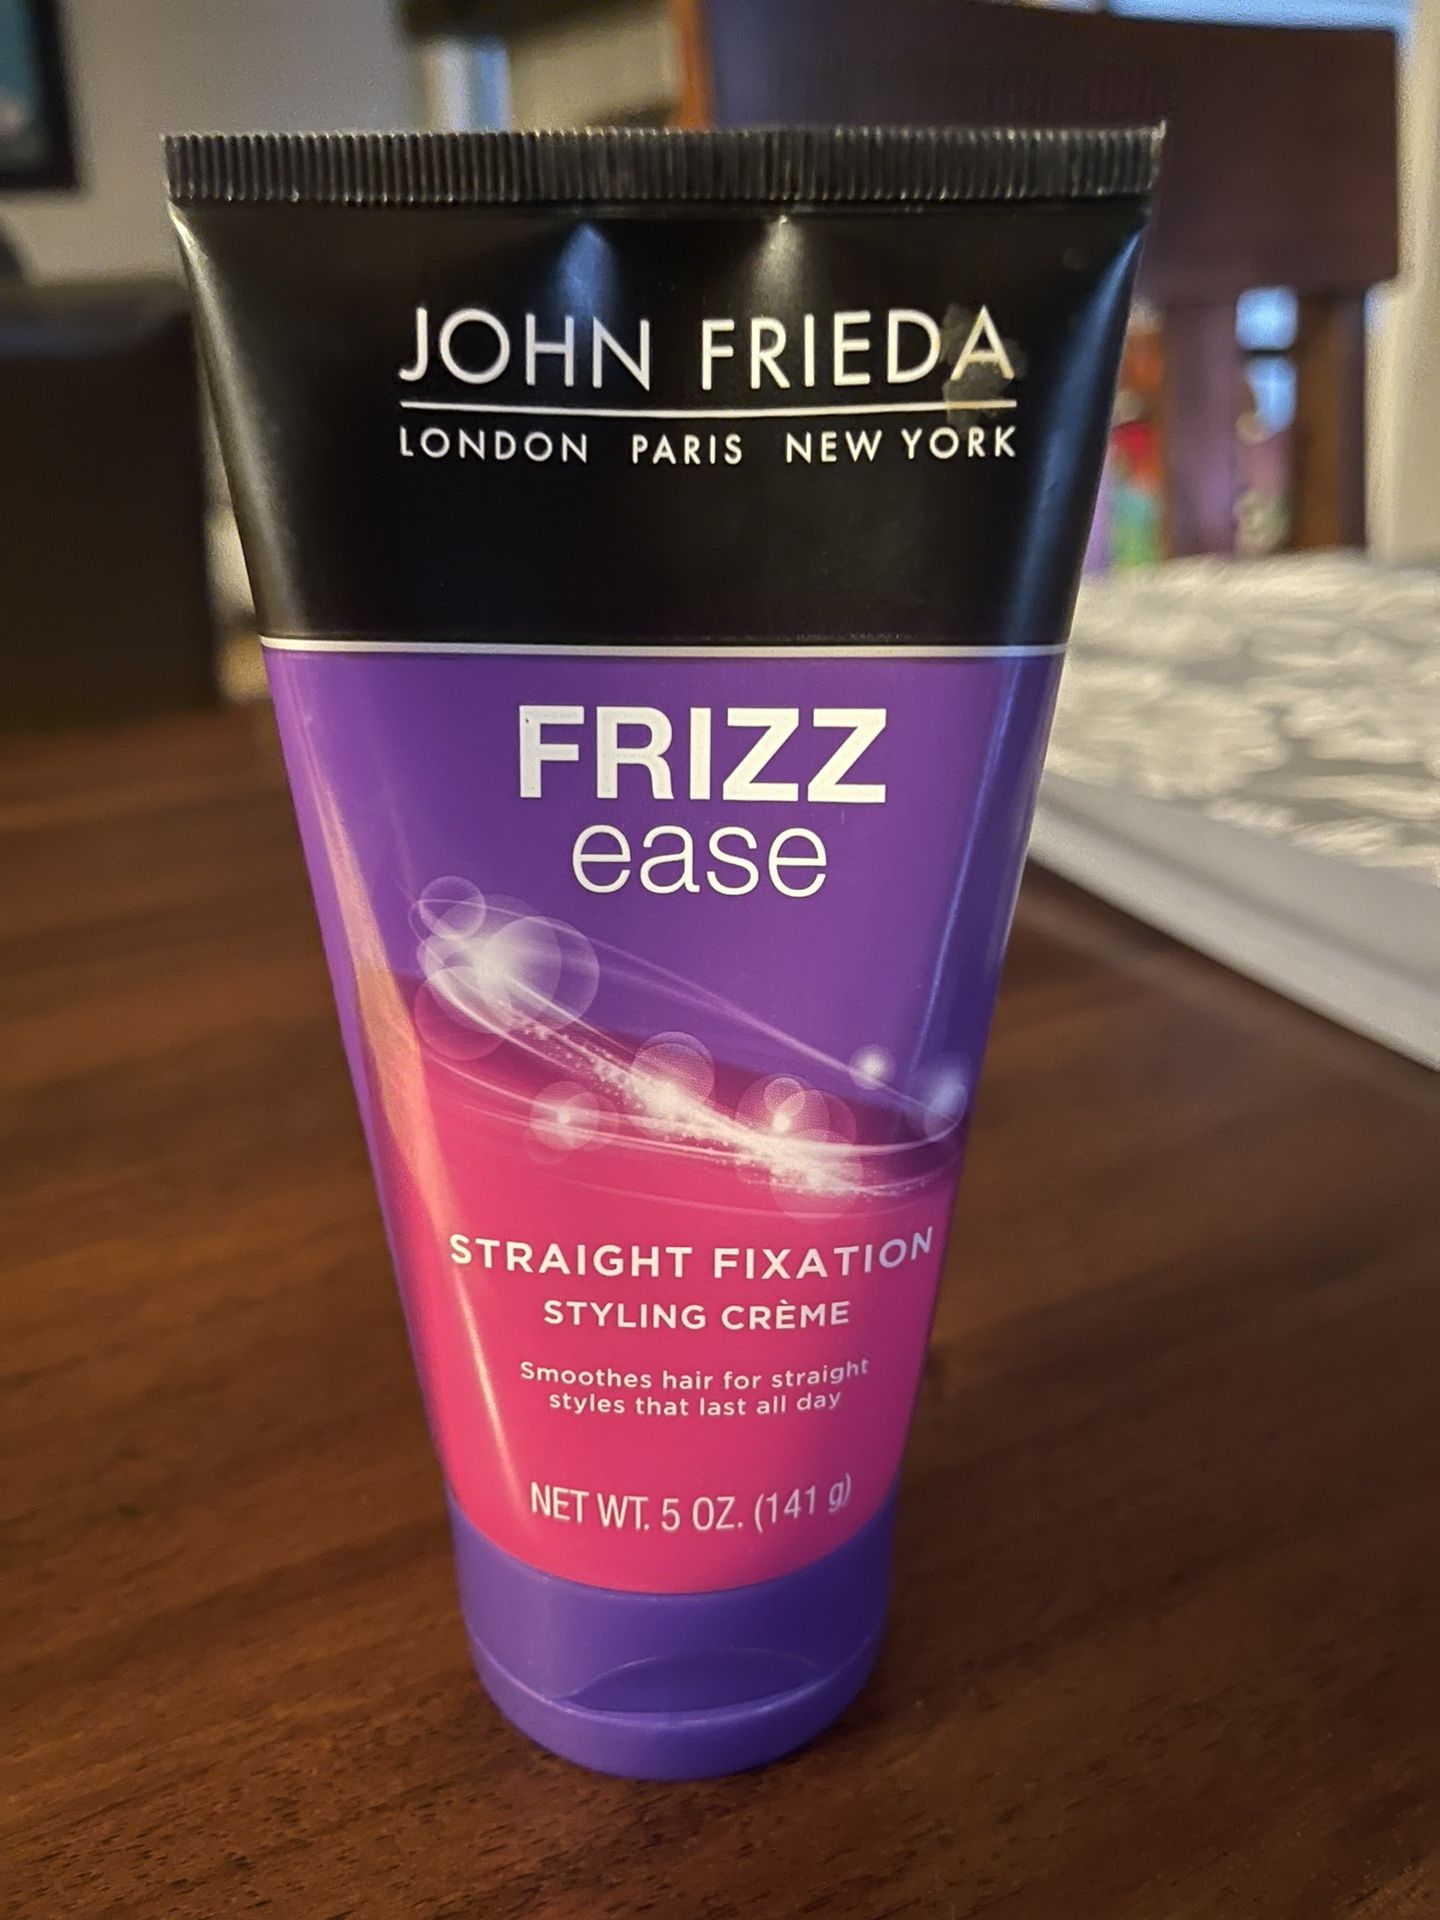 JOHN FRIEDA
LONDON PARIS NEW YORK
FRIZZ
ease
STRAIGHT FIXATION
STYLING CRÈME
Smoothes hair for straight
styles that last all day
NET WT. 5 OZ. (141 g)